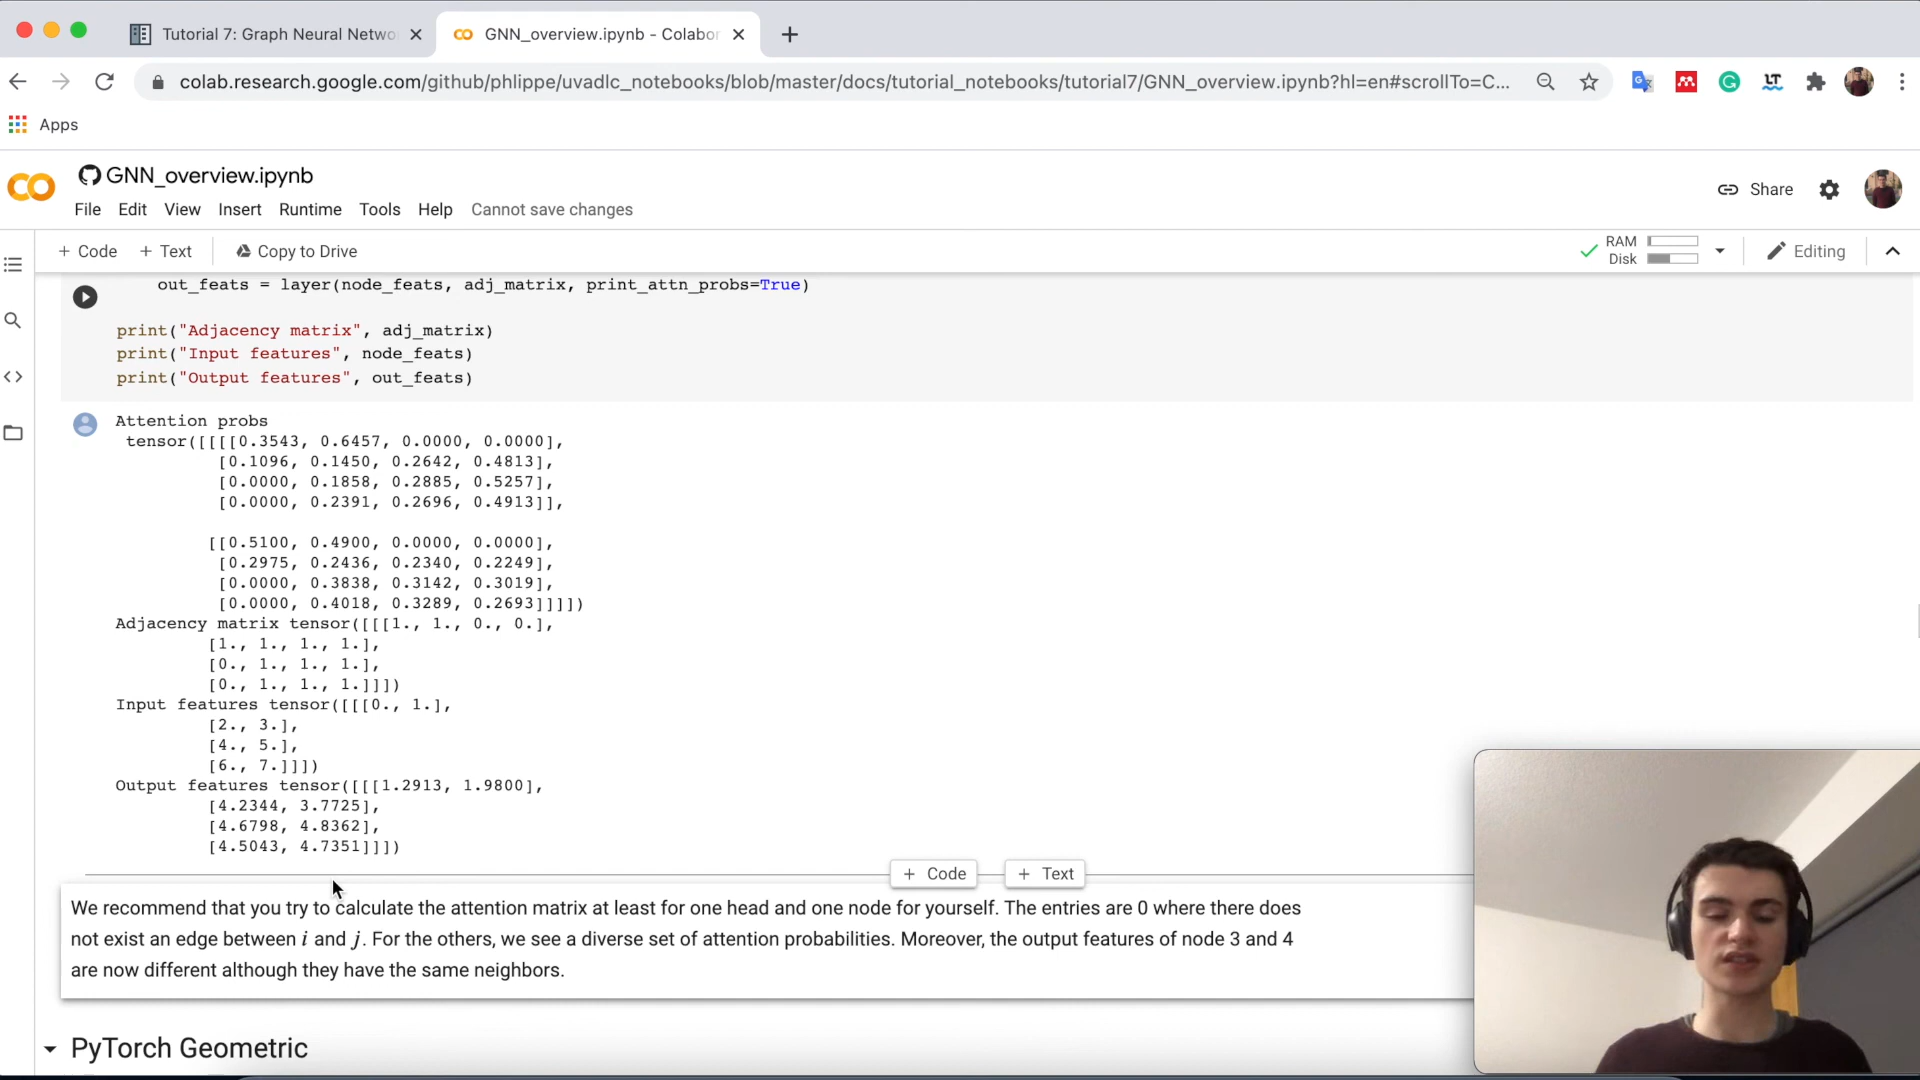 Tutorial 7: Graph Neural Netwo
GNN_overview.ipynb - Colabor
colab.research.google.com/github/phlippe/uvadlc_notebooks/blob/master/docs/tutorial_notebooks/tutorial7/GNN_overview.ipynb?hl=en#scrollTo=C...
Apps
GNN_overview.ipynb
Share
File Edit View Insert Runtime Tools Help Cannot save changes
+ Code + Text Copy to Drive
RAM
Disk
Editing
out_feats = layer(node_feats, adj_matrix, print_attn_probs=True)
print("Adjacency matrix", adj_matrix)
print("Input features", node_feats)
print("Output features", out_feats)
Attention probs
tensor([[[[0.3543, 0.6457, 0.0000, 0.0000],
[0.1096, 0.1450, 0.2642, 0.4813],
[0.0000, 0.1858, 0.2885, 0.5257],
[0.0000, 0.2391, 0.2696, 0.4913]],
[[0.5100, 0.4900, 0.0000, 0.0000],
[0.2975, 0.2436, 0.2340, 0.2249],
[0.0000, 0.3838, 0.3142, 0.3019],
[0.0000, 0.4018, 0.3289, 0.2693]]]])
Adjacency matrix tensor([[[1., 1., 0., 0.],
[1., 1., 1., 1.],
[0., 1., 1., 1.],
[0., 1., 1., 1.]]])
Input features tensor([[[0., 1.],
[2., 3.],
[4., 5.],
[6., 7.]]])
Output features tensor([[[1.2913, 1.9800],
[4.2344, 3.7725],
[4.6798, 4.8362],
[4.5043, 4.7351]]])
+ Code + Text
We recommend that you try to calculate the attention matrix at least for one head and one node for yourself. The entries are 0 where there does
not exist an edge between i and j. For the others, we see a diverse set of attention probabilities. Moreover, the output features of node 3 and 4
are now different although they have the same neighbors.
PyTorch Geometric